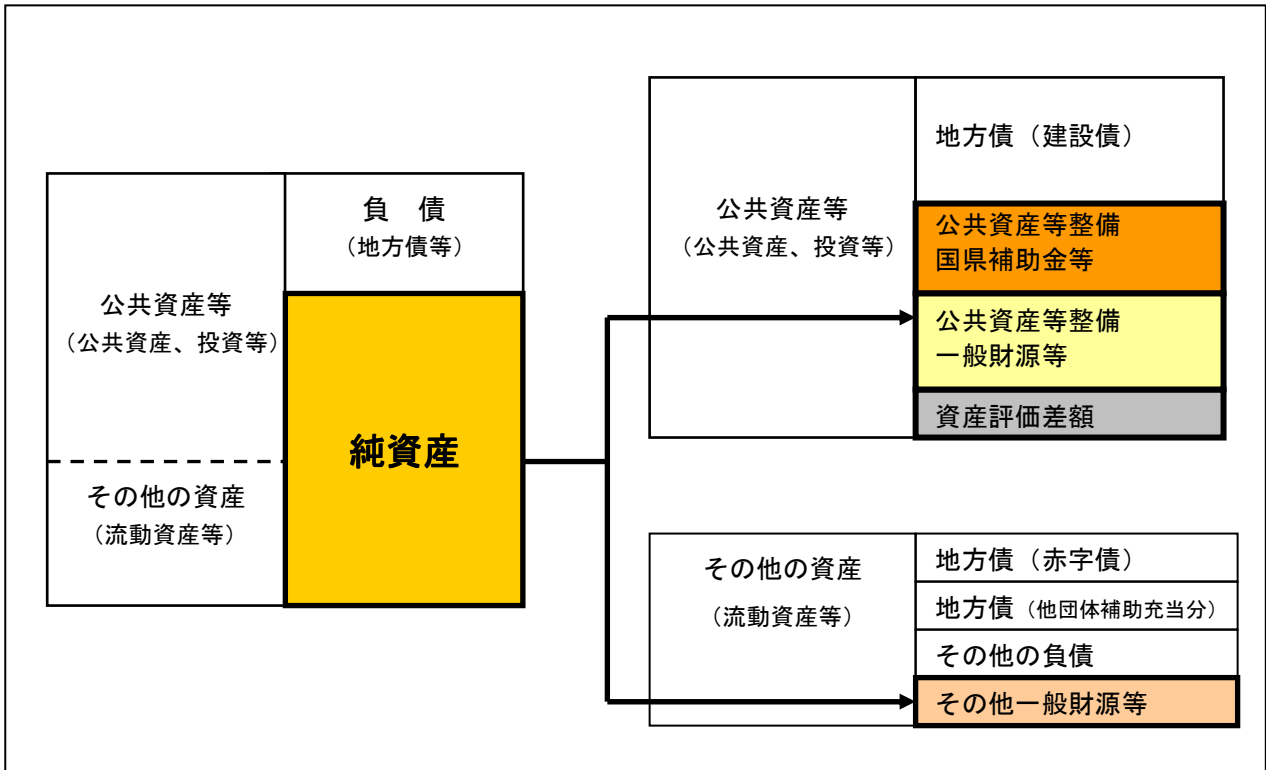 公共資産等
（公共資産、投資等）
その他の資産
（流動資産等）
負　債
（地方債等）
純資産
公共資産等
（公共資産、投資等）
地方債（建設債）
公共資産等整備
国県補助金等
公共資産等整備
一般財源等
資産評価差額
その他の資産
（流動資産等）
地方債（赤字債）
地方債（他団体補助充当分）
その他の負債
その他一般財源等